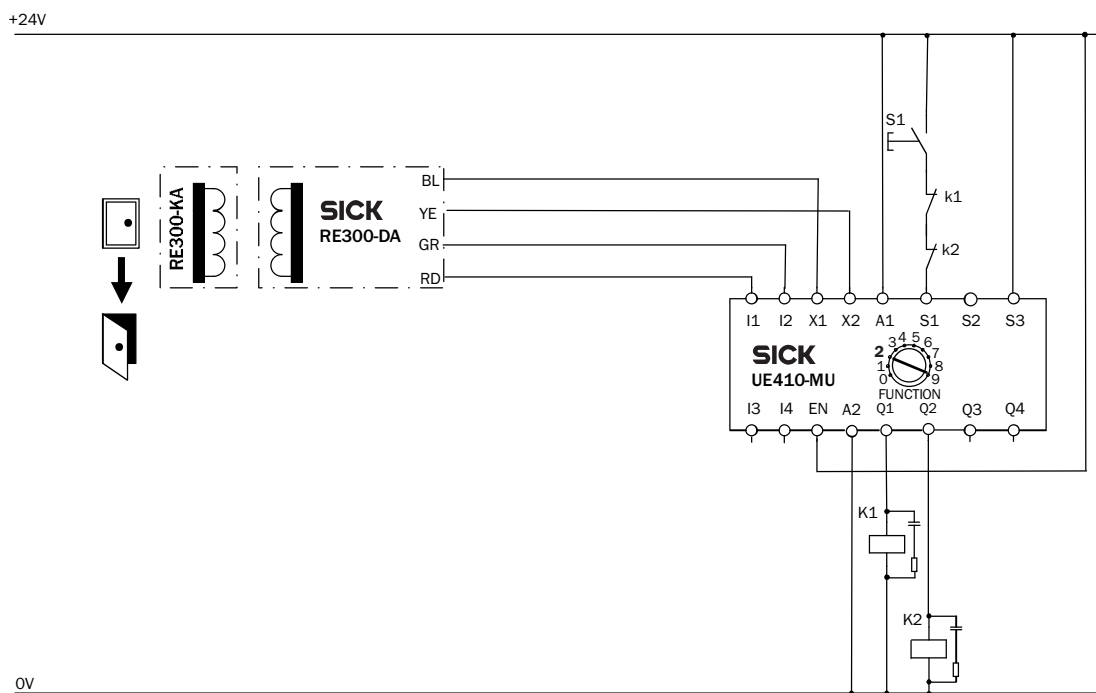 +24V
S1
BL
k1
SICK
YE
RE300-KA
RE300-DA
GR
k2
RD
I1 I2 X1 X2 A1 S1 S2 S3
SICK
UE410-MU
0 1 2 3 4 5 6 7 8 9
FUNCTION
I3 I4 EN A2 Q1 Q2 Q3 Q4
K1
K2
0V